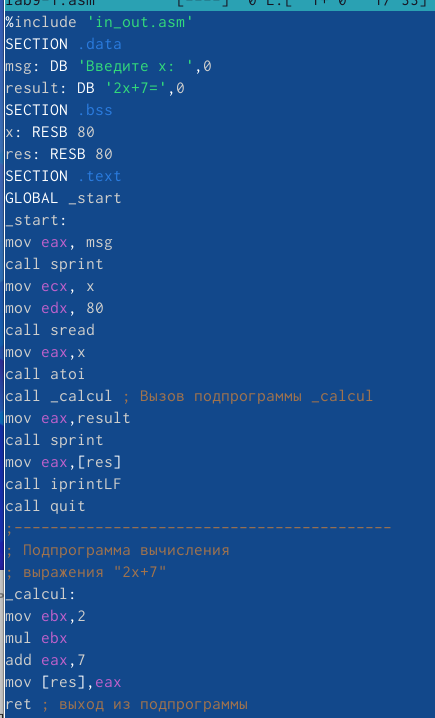 %include 'in_out.asm'
SECTION .data
msg: DB 'Введите x: ',0
result: DB '2x+7=',0
SECTION .bss
x: RESB 80
res: RESB 80
SECTION .text
GLOBAL _start
_start:
mov eax, msg
call sprint
mov ecx, x
mov edx, 80
call sread
mov eax,x
call atoi
call _calcul ; Вызов подпрограммы _calcul
mov eax,result
call sprint
mov eax,[res]
call iprintLF
call quit
;------------------------------------------
; Подпрограмма вычисления
; выражения "2x+7"
_calcul:
mov ebx,2
mul ebx
add eax,7
mov [res],eax
ret ; выход из подпрограммы